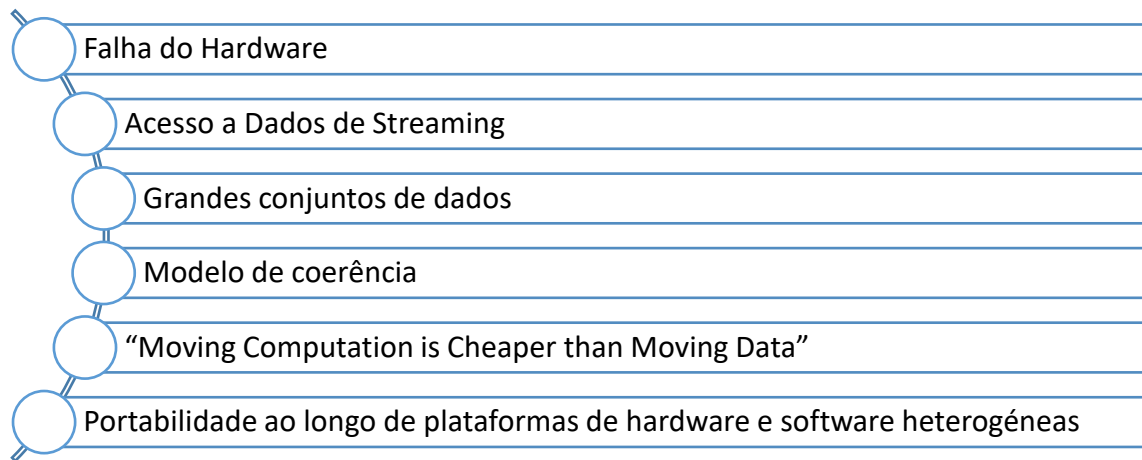 Falha do Hardware
Acesso a Dados de Streaming
Grandes conjuntos de dados
Modelo de coerência
“Moving Computation is Cheaper than Moving Data”
Portabilidade ao longo de plataformas de hardware e software heterogéneas